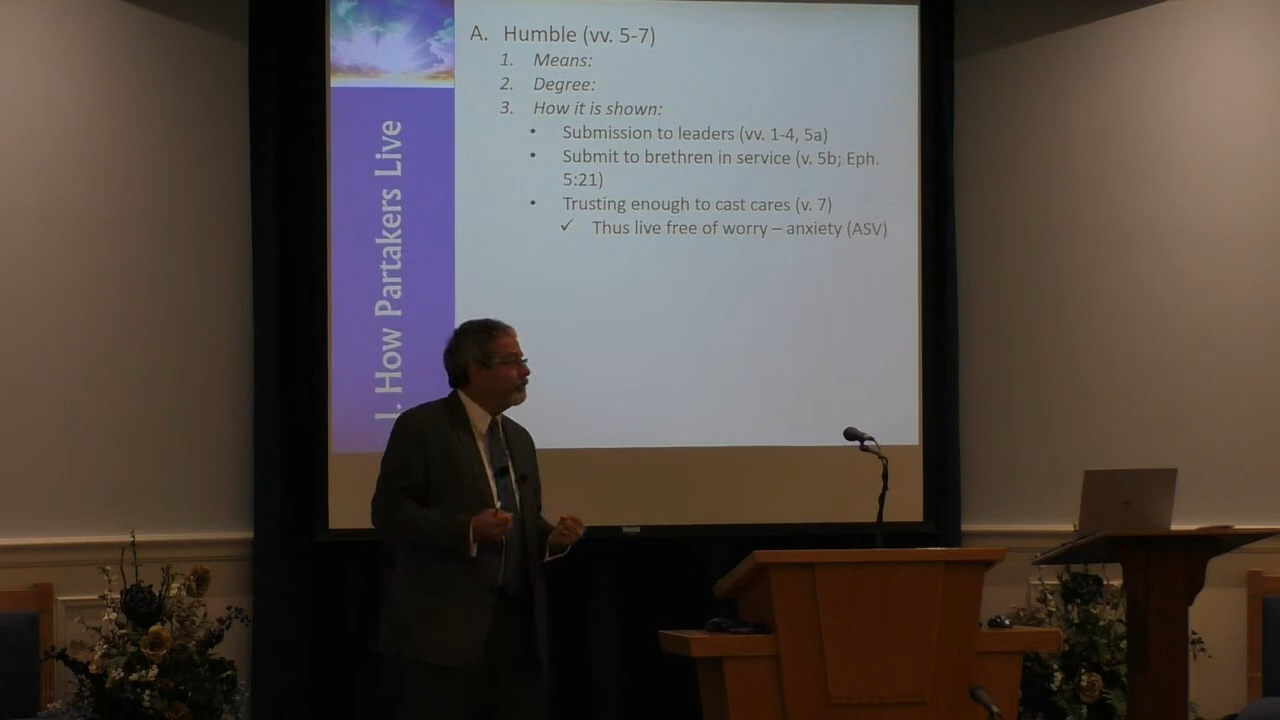 A. Humble (vv. 5-7)
1. Means:
2. Degree:
3. How it is shown:
• Submission to leaders (vv. 1-4, 5a)
• Submit to brethren in service (v. 5b; Eph.
5:21)
• Trusting enough to cast cares (v. 7)
✓ Thus live free of worry – anxiety (ASV)
I. How Partakers Live